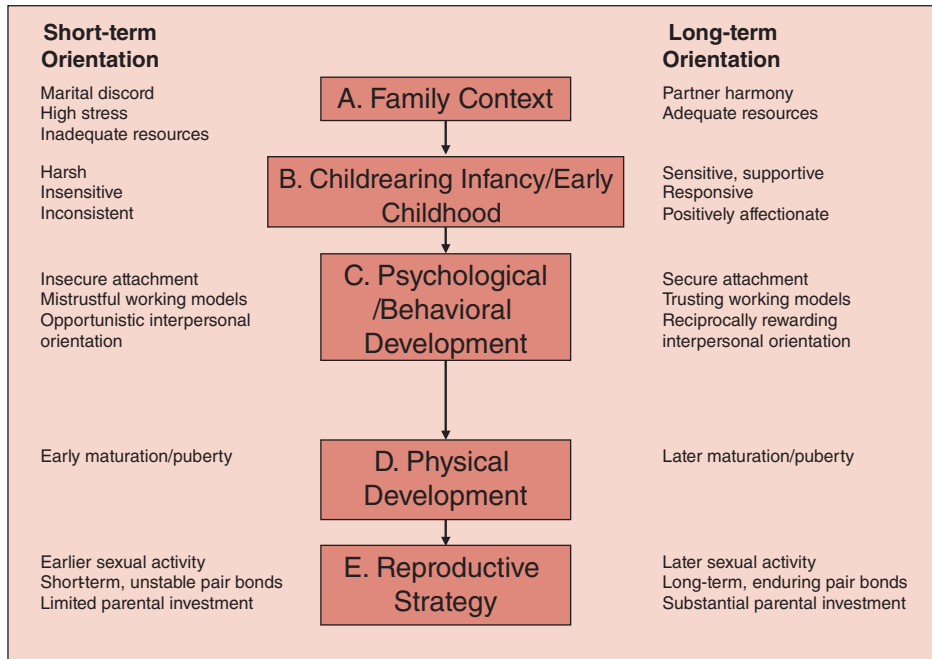 Short-term
Orientation
Long-term
Orientation
Marital discord
High stress
Inadequate resources
A. Family Context
Partner harmony
Adequate resources
Harsh
Insensitive
Inconsistent
B. Childrearing Infancy/Early
Childhood
Sensitive, supportive
Responsive
Positively affectionate
Insecure attachment
Mistrustful working models
Opportunistic interpersonal
orientation
C. Psychological
/Behavioral
Development
Secure attachment
Trusting working models
Reciprocally rewarding
interpersonal orientation
Early maturation/puberty
D. Physical
Development
Later maturation/puberty
Earlier sexual activity
Short-term, unstable pair bonds
Limited parental investment
E. Reproductive
Strategy
Later sexual activity
Long-term, enduring pair bonds
Substantial parental investment